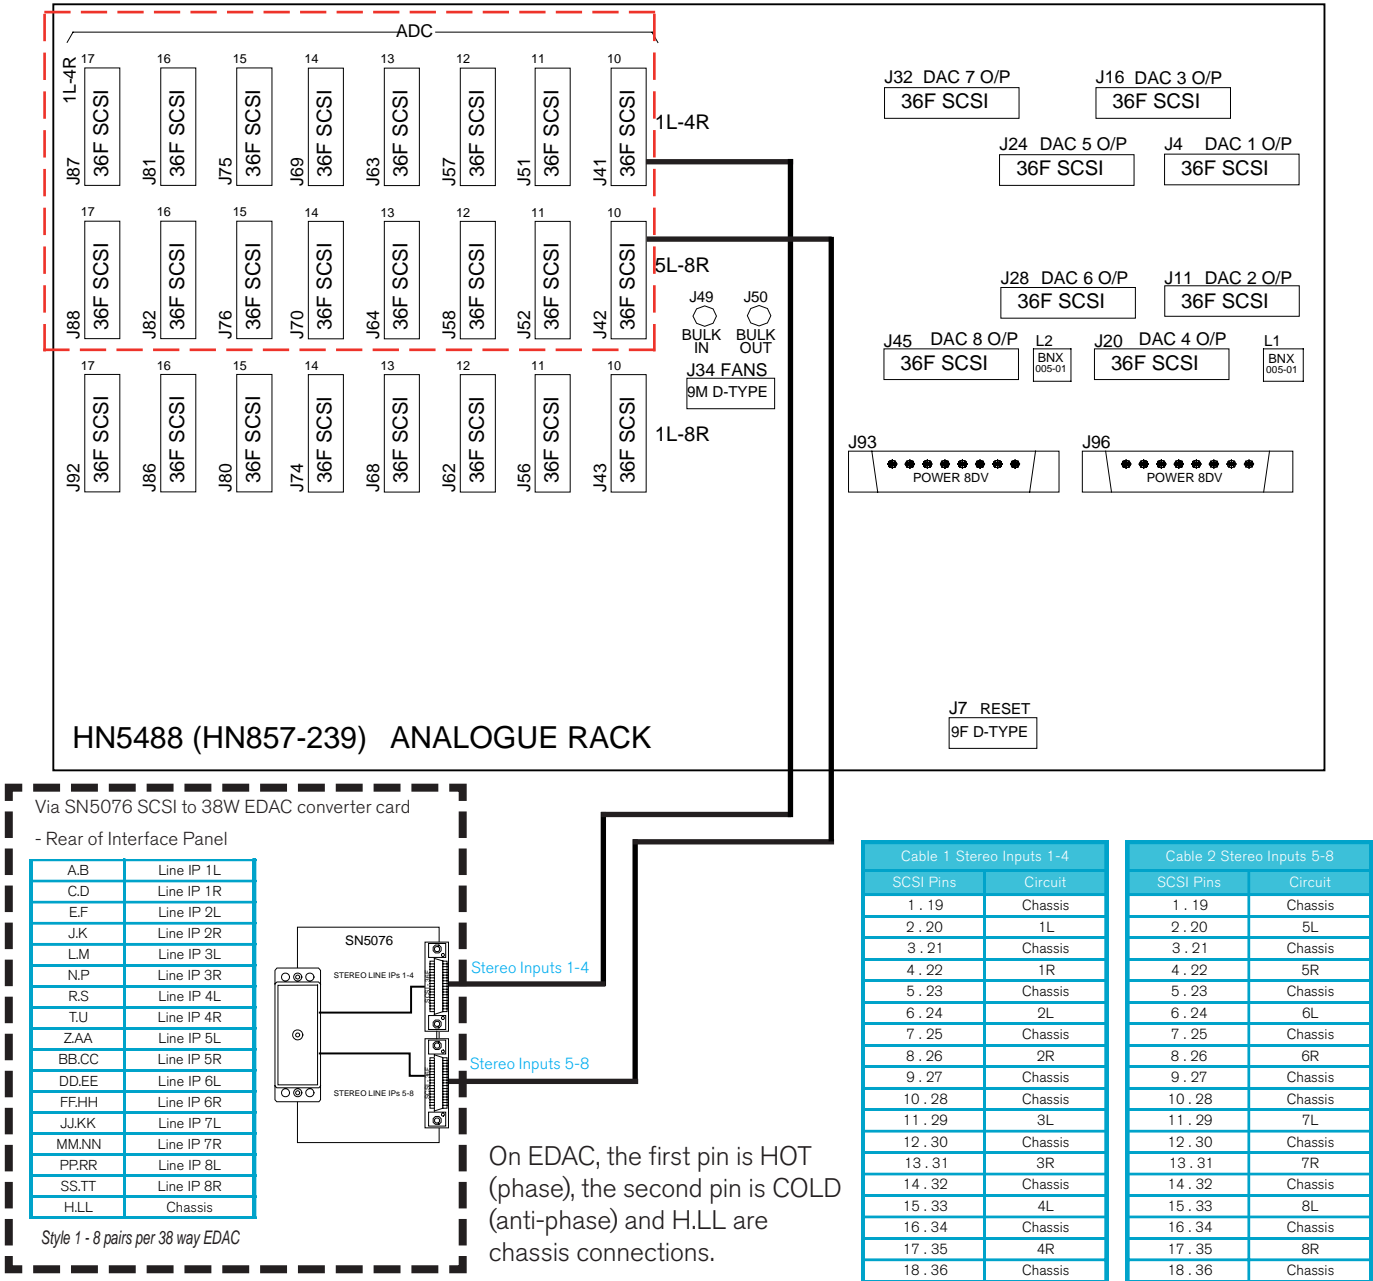 ADC
1L-4R
17 16 15 14 13 12 11 10
36F SCSI 36F SCSI 36F SCSI 36F SCSI 36F SCSI 36F SCSI 36F SCSI 36F SCSI
J87 J81 J75 J69 J63 J57 J51 J41
1L-4R
17 16 15 14 13 12 11 10
36F SCSI 36F SCSI 36F SCSI 36F SCSI 36F SCSI 36F SCSI 36F SCSI 36F SCSI
J88 J82 J76 J70 J64 J58 J52 J42
5L-8R
17 16 15 14 13 12 11 10
36F SCSI 36F SCSI 36F SCSI 36F SCSI 36F SCSI 36F SCSI 36F SCSI 36F SCSI
J92 J86 J80 J74 J68 J62 J56 J43
1L-8R
J49 J50
BULK IN
BULK OUT
J34 FANS
9M D-TYPE
J32 DAC 7 O/P
36F SCSI
J16 DAC 3 O/P
36F SCSI
J24 DAC 5 O/P
36F SCSI
J4 DAC 1 O/P
36F SCSI
J28 DAC 6 O/P
36F SCSI
J11 DAC 2 O/P
36F SCSI
J45 DAC 8 O/P
36F SCSI
L2
BNX
005-01
J20 DAC 4 O/P
36F SCSI
L1
BNX
005-01
J93
POWER 8DV
J96
POWER 8DV
J7 RESET
9F D-TYPE
HN5488 (HN857-239) ANALOGUE RACK
Via SN5076 SCSI to 38W EDAC converter card
- Rear of Interface Panel
A.B Line IP 1L
C.D Line IP 1R
E.F Line IP 2L
J.K Line IP 2R
L.M Line IP 3L
N.P Line IP 3R
R.S Line IP 4L
T.U Line IP 4R
Z.AA Line IP 5L
BB.CC Line IP 5R
DD.EE Line IP 6L
FF.HH Line IP 6R
JJ.KK Line IP 7L
MM.NN Line IP 7R
PP.RR Line IP 8L
SS.TT Line IP 8R
H.LL Chassis
Style 1 - 8 pairs per 38 way EDAC
SN5076
STEREO LINE IPs 1-4
STEREO LINE IPs 5-8
Stereo Inputs 1-4
Stereo Inputs 5-8
On EDAC, the first pin is HOT
(phase), the second pin is COLD
(anti-phase) and H.LL are
chassis connections.
Cable 1 Stereo Inputs 1-4
SCSI Pins Circuit
1 . 19 Chassis
2 . 20 1L
3 . 21 Chassis
4 . 22 1R
5 . 23 Chassis
6 . 24 2L
7 . 25 Chassis
8 . 26 2R
9 . 27 Chassis
10 . 28 Chassis
11 . 29 3L
12 . 30 Chassis
13 . 31 3R
14 . 32 Chassis
15 . 33 4L
16 . 34 Chassis
17 . 35 4R
18 . 36 Chassis
Cable 2 Stereo Inputs 5-8
SCSI Pins Circuit
1 . 19 Chassis
2 . 20 5L
3 . 21 Chassis
4 . 22 5R
5 . 23 Chassis
6 . 24 6L
7 . 25 Chassis
8 . 26 6R
9 . 27 Chassis
10 . 28 Chassis
11 . 29 7L
12 . 30 Chassis
13 . 31 7R
14 . 32 Chassis
15 . 33 8L
16 . 34 Chassis
17 . 35 8R
18 . 36 Chassis